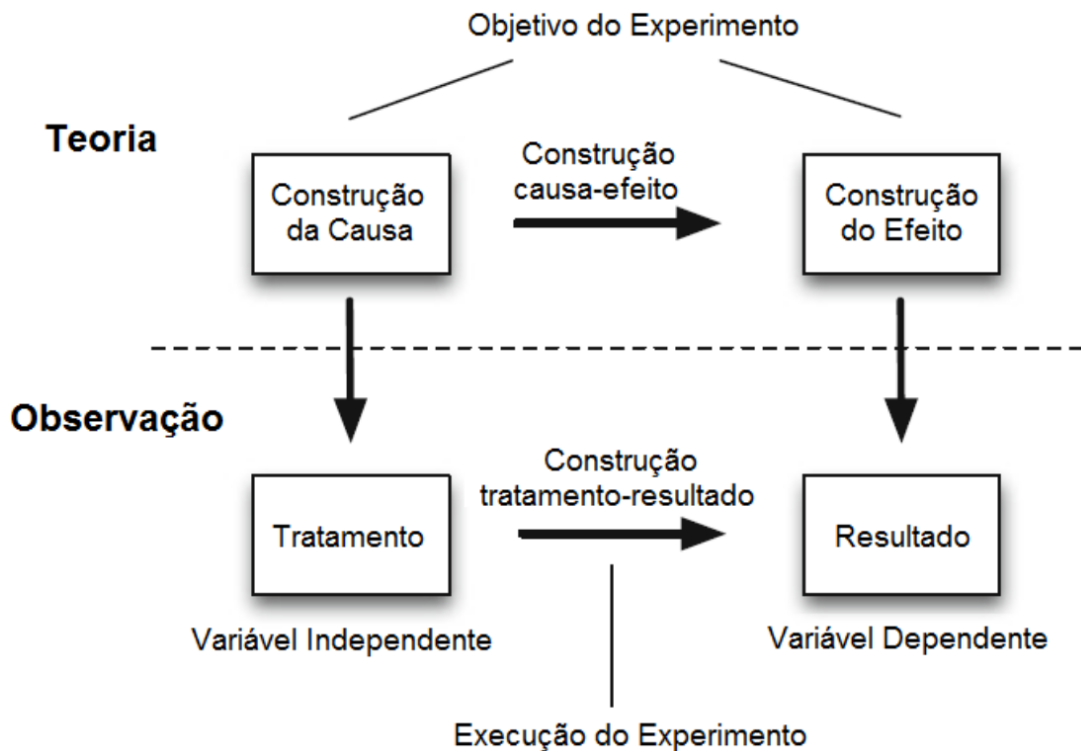 Objetivo do Experimento
Teoria
Construção
da Causa
Construção
causa-efeito
Construção
do Efeito
Observação
Construção
tratamento-resultado
Tratamento
Resultado
Variável Independente
Variável Dependente
Execução do Experimento